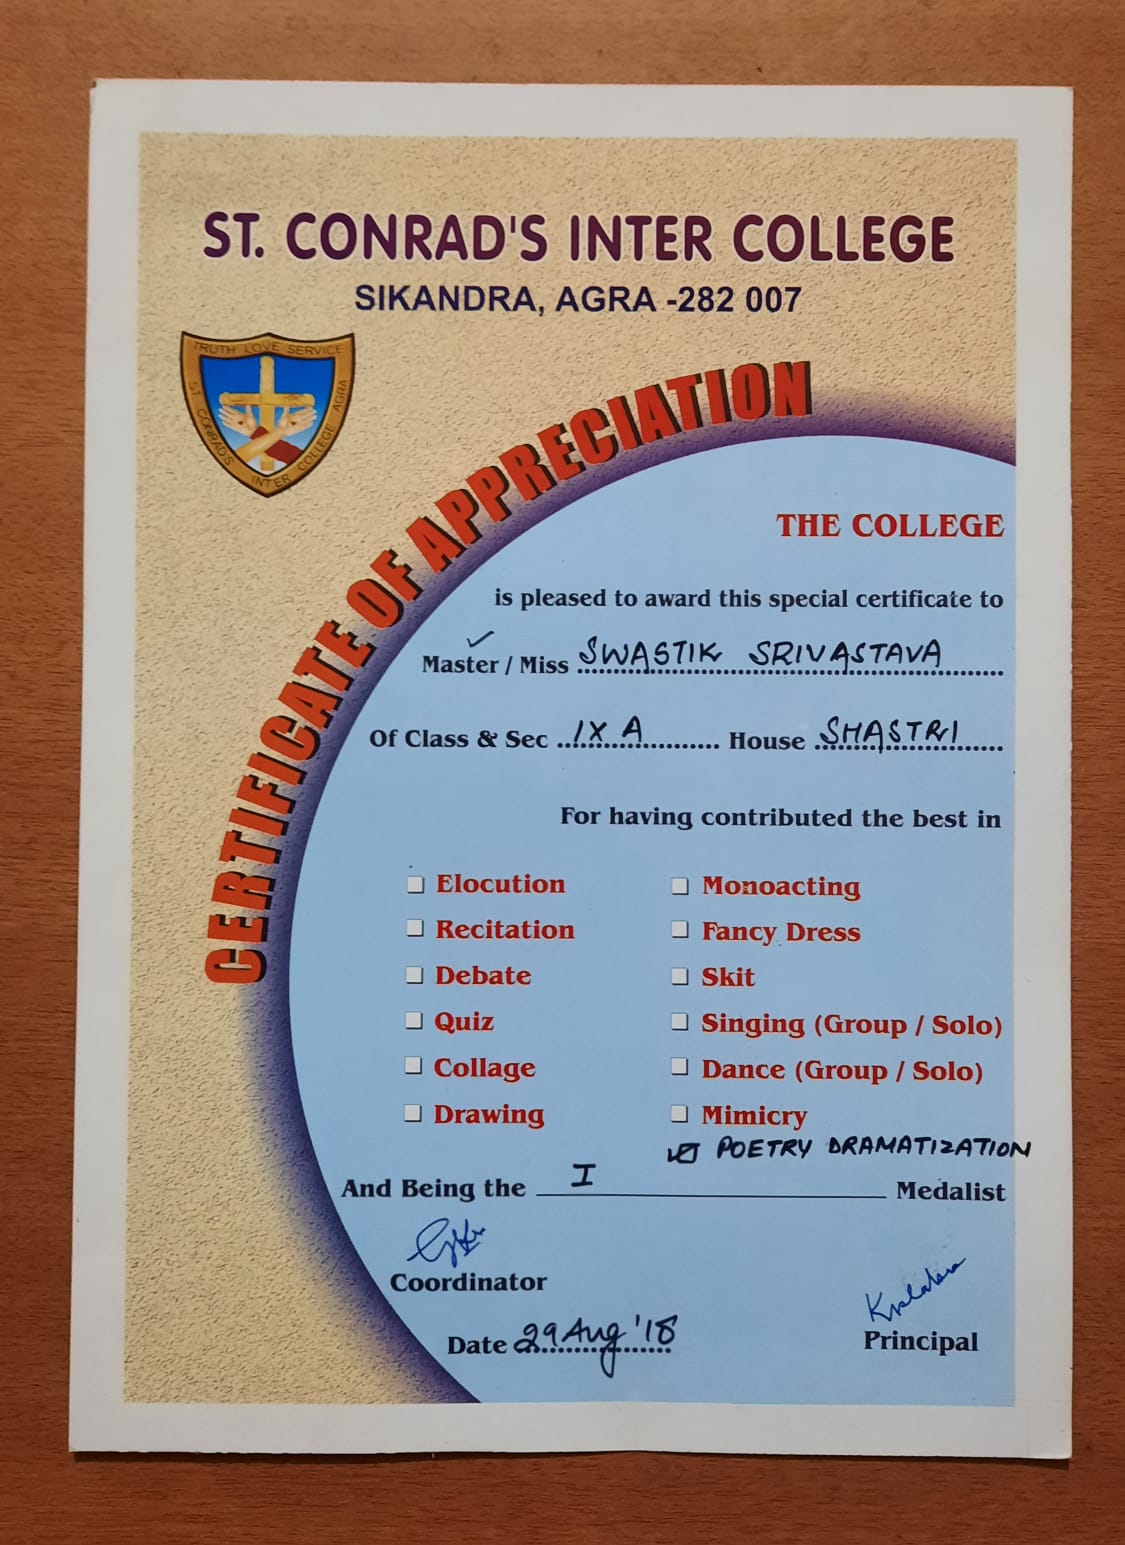 ST. CONRAD'S INTER COLLEGE
SIKANDRA, AGRA -282 007
TRUTH LOVE SERVICE
ST. CONRAD'S INTER COLLEGE AGRA
CERTIFICATE OF APPRECIATION
THE COLLEGE
is pleased to award this special certificate to
Master / Miss SWASTIK SRIVASTAVA
Of Class & Sec IX A House SHASTRI
For having contributed the best in
Elocution Monoacting
Recitation Fancy Dress
Debate Skit
Quiz Singing (Group / Solo)
Collage Dance (Group / Solo)
Drawing Mimicry
POETRY DRAMATIZATION
And Being the I Medalist
Coordinator
Date 29 Aug '18
Principal